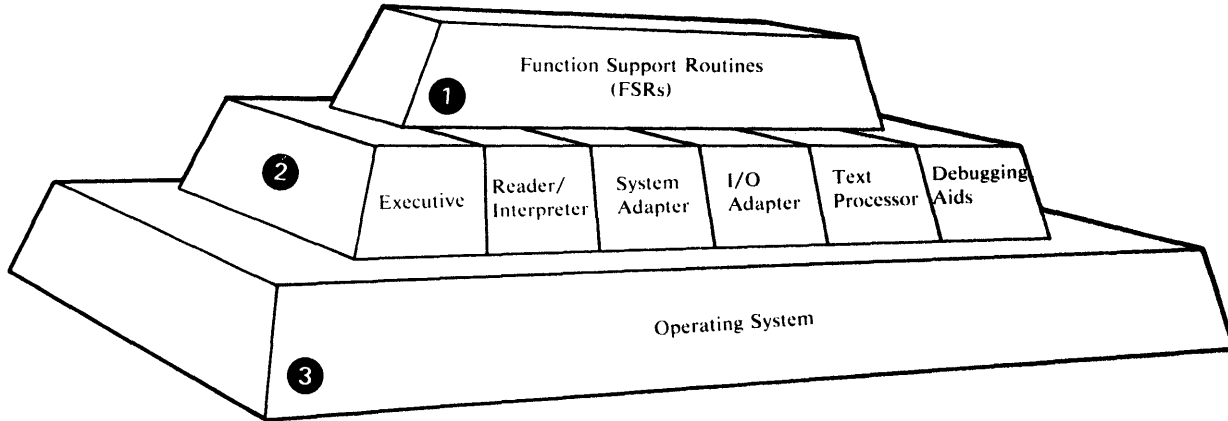 Function Support Routines
(FSRs)
1
2
Executive
Reader/
Interpreter
System
Adapter
I/O
Adapter
Text
Processor
Debugging
Aids
Operating System
3